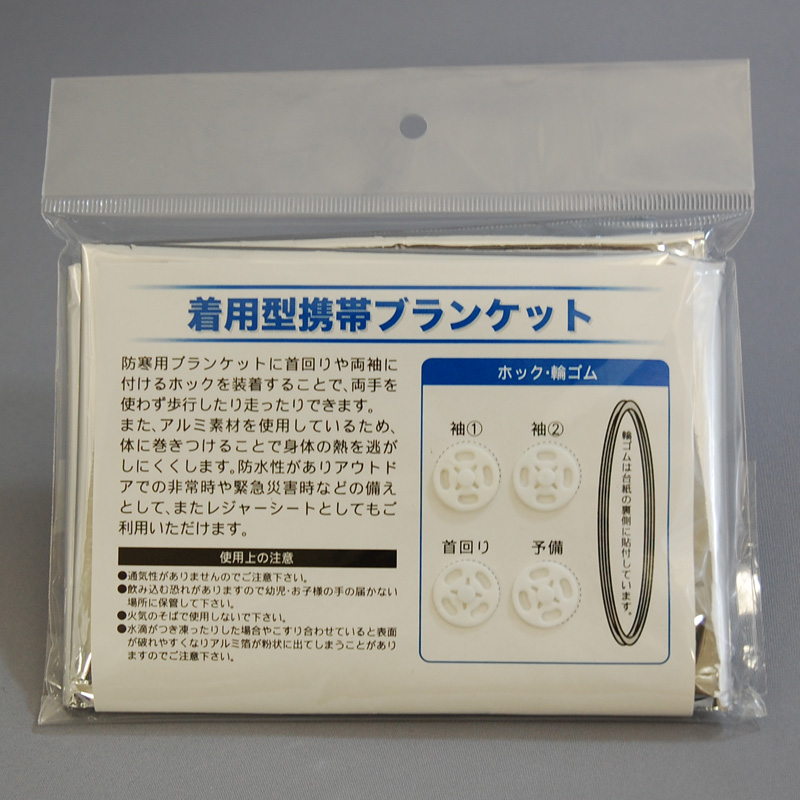 着用型携帯ブランケット
防寒用ブランケットに首回りや両袖に
付けるホックを装着することで、両手を
使わず歩行したり走ったりできます。
また、アルミ素材を使用しているため、
体に巻きつけることで身体の熱を逃が
しにくくします。防水性がありアウトド
アでの非常時や緊急災害時などの備え
として、またレジャーシートとしてもご
利用いただけます。
使用上の注意
●通気性がありませんのでご注意下さい。
●飲み込む恐れがありますので幼児・お子様の手の届かない
場所に保管して下さい。
●火気のそばで使用しないで下さい。
●水滴がつき凍ったりした場合やこすり合わせていると表面
が破れやすくなりアルミ箔が粉状に出てしまうことがあり
ますのでご注意下さい。
ホック・輪ゴム
袖① 袖②
首回り 予備
輪ゴムは台紙の裏側に貼付しています。